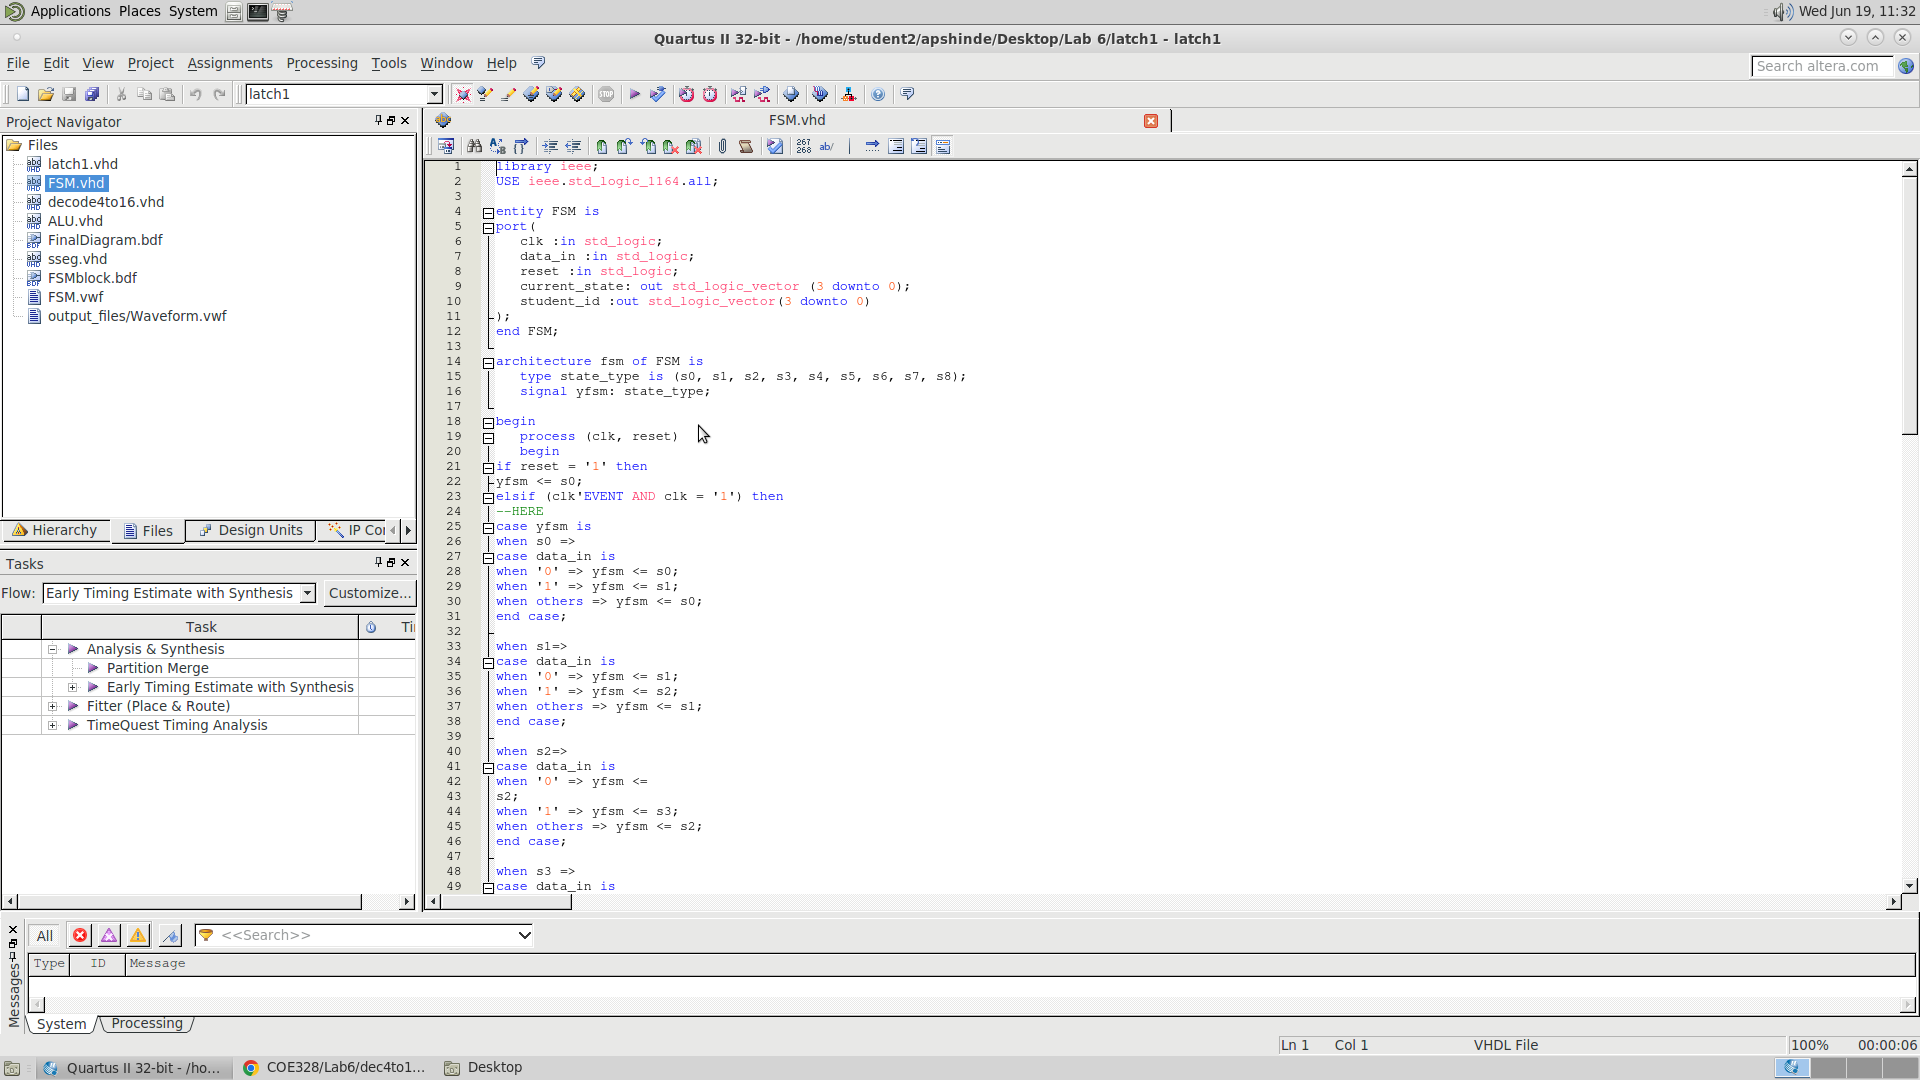 Applications Places System
Wed Jun 19, 11:32
Quartus II 32-bit - /home/student2/apshinde/Desktop/Lab 6/latch1 - latch1
File Edit View Project Assignments Processing Tools Window Help
Search altera.com
latch1
Project Navigator
Files
latch1.vhd
FSM.vhd
decode4to16.vhd
ALU.vhd
FinalDiagram.bdf
sseg.vhd
FSMblock.bdf
FSM.vwf
output_files/Waveform.vwf
Hierarchy Files Design Units IP Cor
Tasks
Flow: Early Timing Estimate with Synthesis Customize...
Task Ti
Analysis & Synthesis
Partition Merge
Early Timing Estimate with Synthesis
Fitter (Place & Route)
TimeQuest Timing Analysis
FSM.vhd
267
268 ab/
1 library ieee;
2 USE ieee.std_logic_1164.all;
3
4 entity FSM is
5 port(
6 clk :in std_logic;
7 data_in :in std_logic;
8 reset :in std_logic;
9 current_state: out std_logic_vector (3 downto 0);
10 student_id :out std_logic_vector(3 downto 0)
11 );
12 end FSM;
13
14 architecture fsm of FSM is
15 type state_type is (s0, s1, s2, s3, s4, s5, s6, s7, s8);
16 signal yfsm: state_type;
17
18 begin
19 process (clk, reset)
20 begin
21 if reset = '1' then
22 yfsm <= s0;
23 elsif (clk'EVENT AND clk = '1') then
24 --HERE
25 case yfsm is
26 when s0 =>
27 case data_in is
28 when '0' => yfsm <= s0;
29 when '1' => yfsm <= s1;
30 when others => yfsm <= s0;
31 end case;
32
33 when s1=>
34 case data_in is
35 when '0' => yfsm <= s1;
36 when '1' => yfsm <= s2;
37 when others => yfsm <= s1;
38 end case;
39
40 when s2=>
41 case data_in is
42 when '0' => yfsm <=
43 s2;
44 when '1' => yfsm <= s3;
45 when others => yfsm <= s2;
46 end case;
47
48 when s3 =>
49 case data_in is
All <<Search>>
Type ID Message
Messages
System Processing
Ln 1 Col 1 VHDL File 100% 00:00:06
Quartus II 32-bit - /ho... COE328/Lab6/dec4to1... Desktop